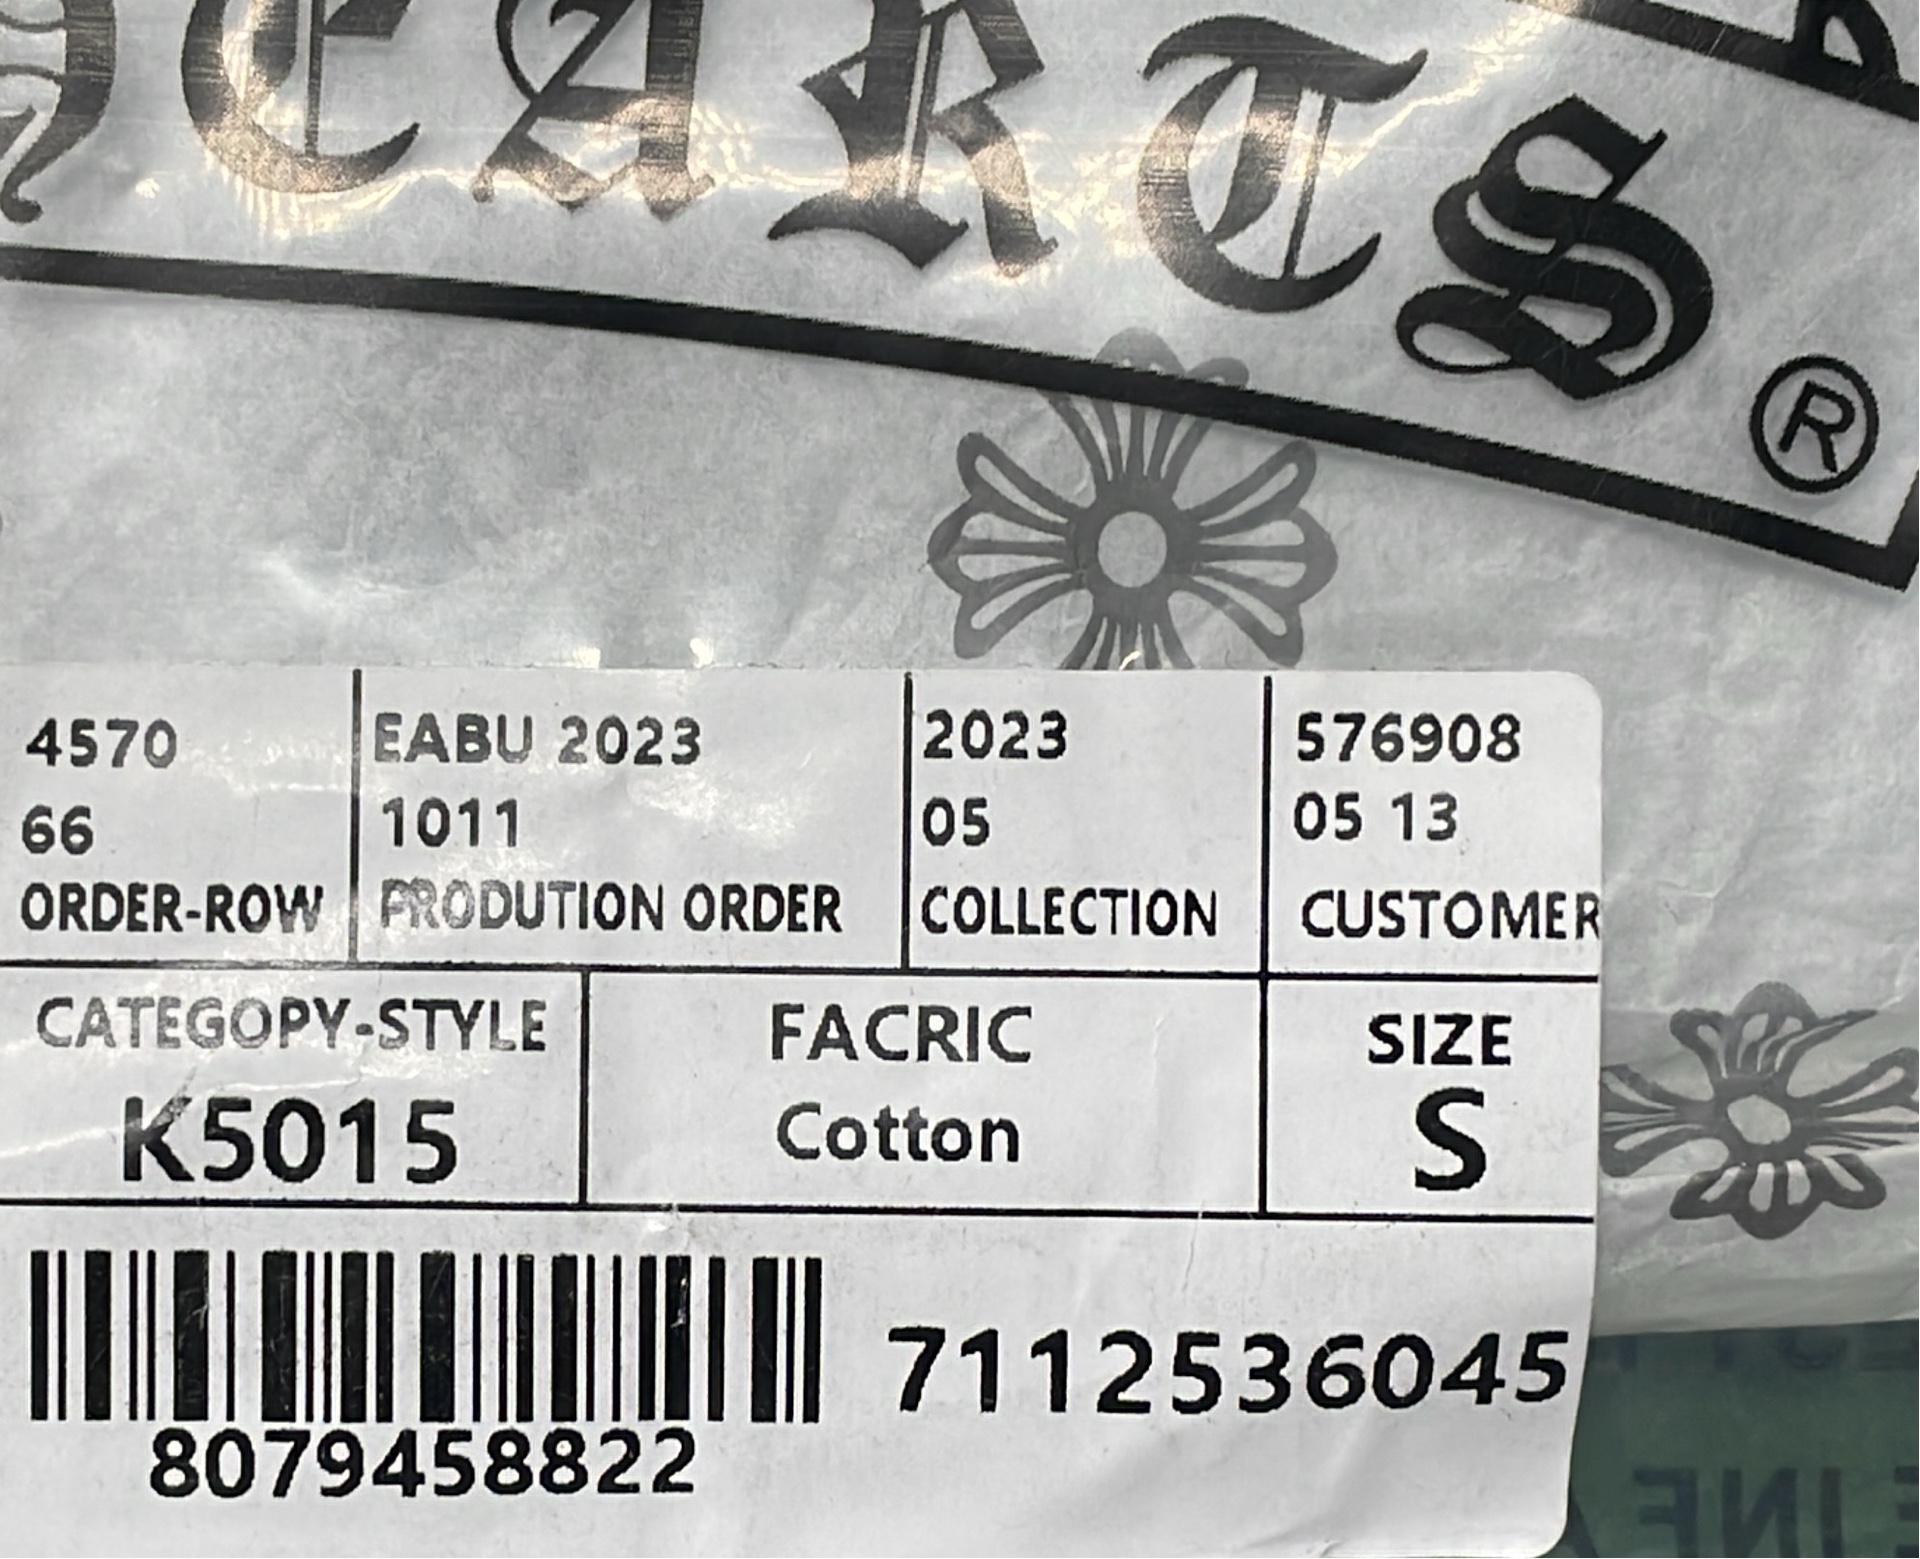 HEARTS
®
4570
66
ORDER-ROW
EABU 2023
1011
PRODUTION ORDER
2023
05
COLLECTION
576908
05 13
CUSTOMER
CATEGOPY-STYLE
K5015
FACRIC
Cotton
SIZE
S
8079458822
7112536045